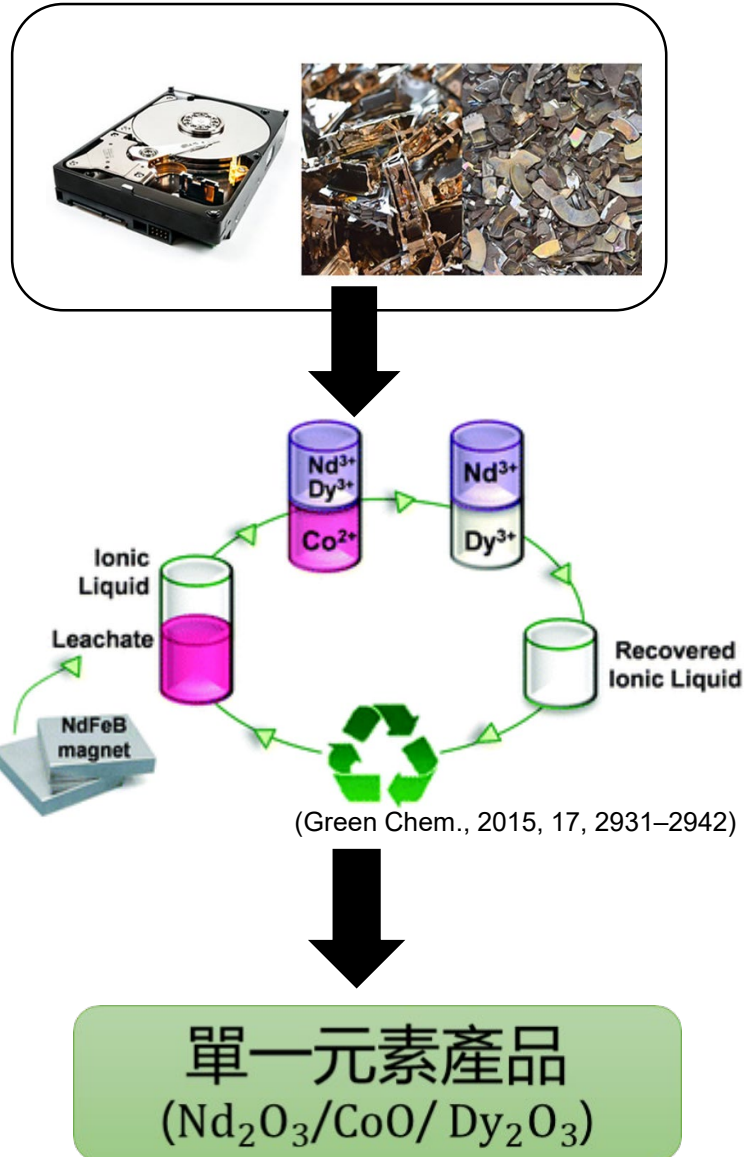 Nd³⁺
Dy³⁺
Co²⁺
Nd³⁺
Dy³⁺
Ionic
Liquid
Leachate
NdFeB
magnet
Recovered
Ionic Liquid
(Green Chem., 2015, 17, 2931–2942)
單一元素產品
(Nd₂O₃/CoO/ Dy₂O₃)